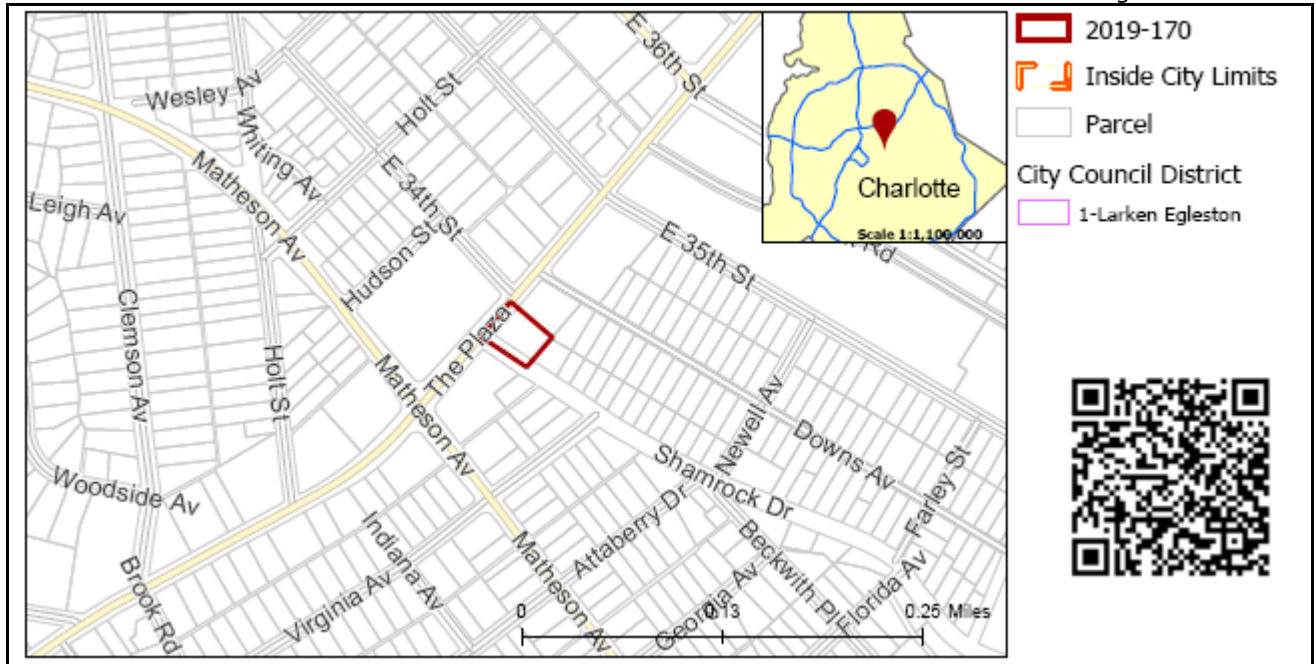 E 36th St
Wesley Av
Holt St
Whiting Av
Matheson Av
E 34th St
Leigh Av
Hudson St
Charlotte
Scale 1:1,100,000
Rd
E 35th St
Clemson Av
The Plaza
Holt St
Matheson Av
Newell Av
Downs Av
Shamrock Dr
Farley St
Woodside Av
Indiana Av
Attaberry Dr
Beckwith Pl
Brook Rd
Virginia Av
Matheson Av
Georgia Av
Florida Av
0 0.13 0.25 Miles
2019-170
Inside City Limits
Parcel
City Council District
1-Larken Egleston